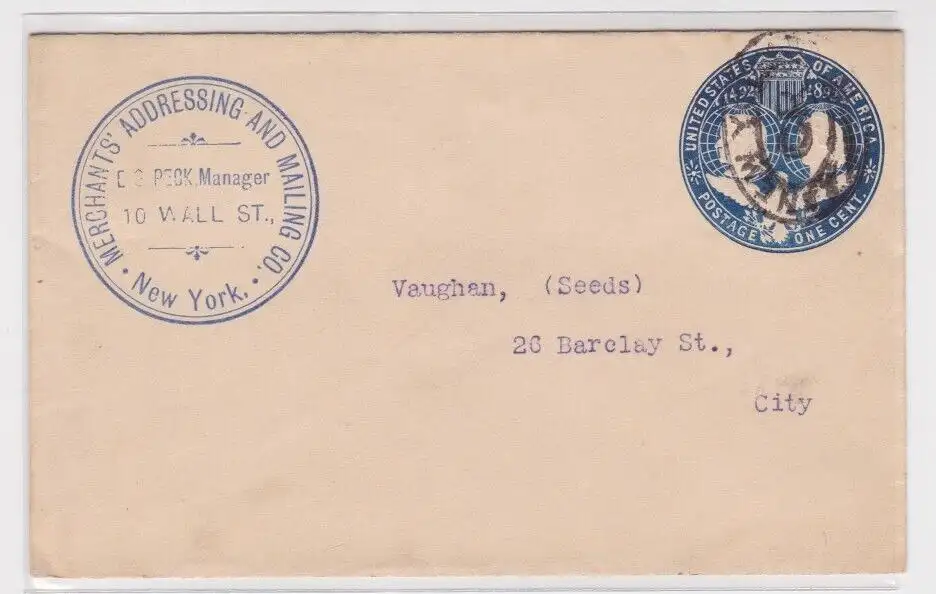 MERCHANTS' ADDRESSING AND MAILING CO.
PECK, Manager
10 WALL ST.,
New York.
UNITED STATES OF AMERICA
1492
POSTAGE ONE CENT.
Vaughan, (Seeds)
26 Barclay St.,
City